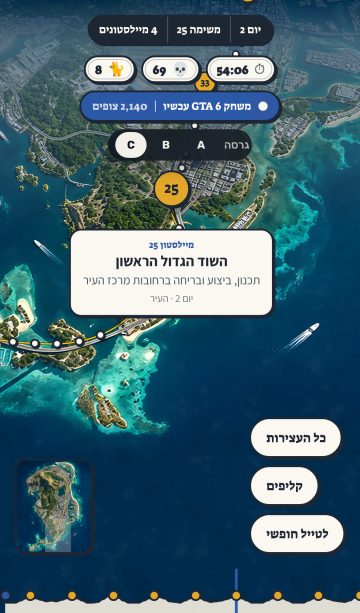 יום 2 | משימה 25 | 4 מיילסטונים
54:06 69 8
33
משחק GTA 6 עכשיו | 2,140 צופים
גרסה A B C
25
מיילסטון 25
השוד הגדול הראשון
תכנון, ביצוע ובריחה ברחובות מרכז העיר
יום 2 · העיר
כל העצירות
קליפים
לטייל חופשי